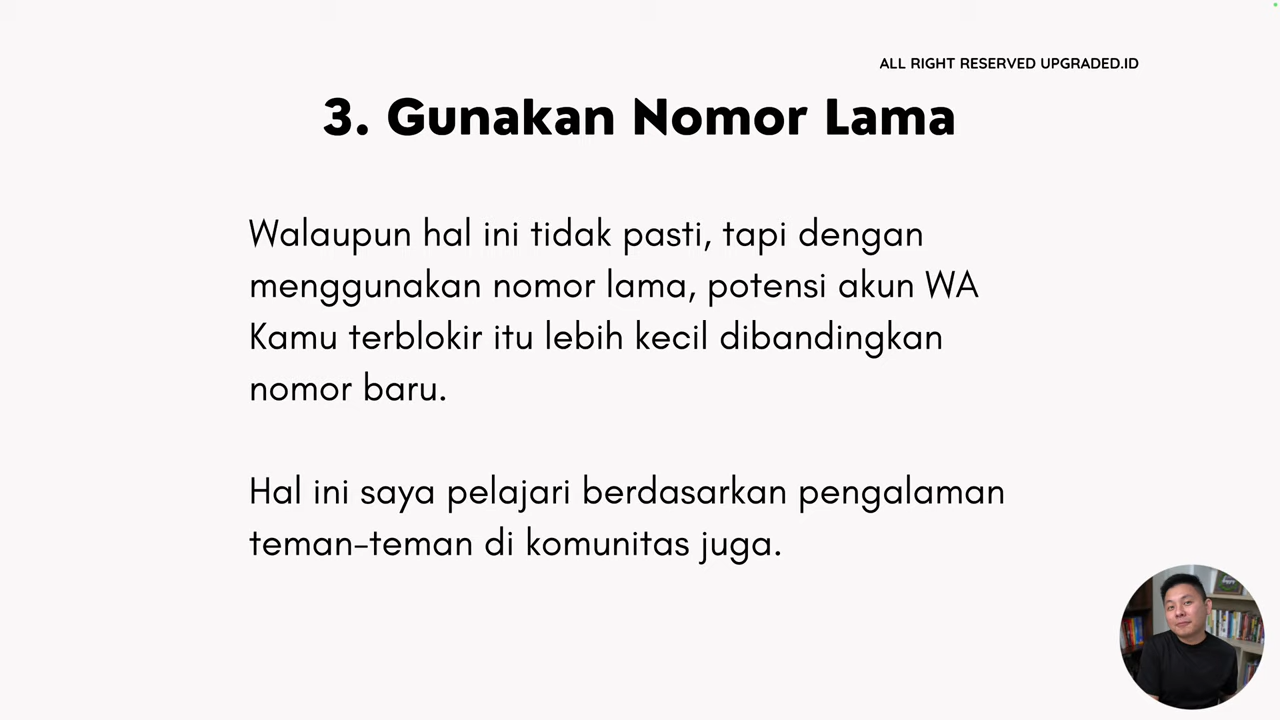 ALL RIGHT RESERVED UPGRADED.ID
3. Gunakan Nomor Lama
Walaupun hal ini tidak pasti, tapi dengan
menggunakan nomor lama, potensi akun WA
Kamu terblokir itu lebih kecil dibandingkan
nomor baru.
Hal ini saya pelajari berdasarkan pengalaman
teman-teman di komunitas juga.